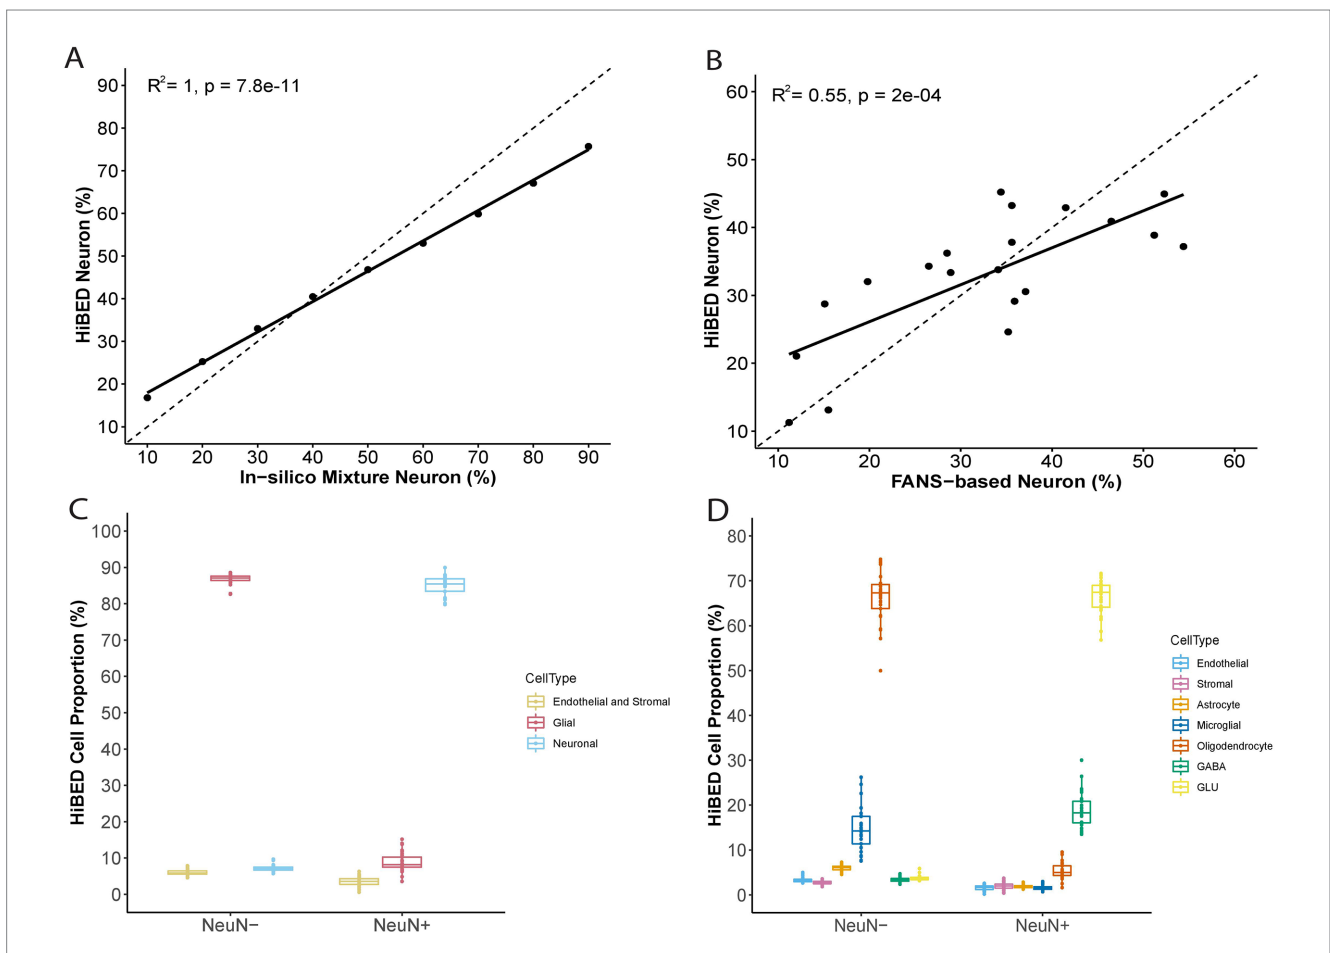 A
R²= 1, p = 7.8e-11
HiBED Neuron (%)
90
80
70
60
50
40
30
20
10
10 20 30 40 50 60 70 80 90
In-silico Mixture Neuron (%)
B
R²= 0.55, p = 2e-04
HiBED Neuron (%)
60
50
40
30
20
10
10 20 30 40 50 60
FANS-based Neuron (%)
C
HiBED Cell Proportion (%)
100
90
80
70
60
50
40
30
20
10
0
NeuN- NeuN+
CellType
Endothelial and Stromal
Glial
Neuronal
D
HiBED Cell Proportion (%)
80
70
60
50
40
30
20
10
0
NeuN- NeuN+
CellType
Endothelial
Stromal
Astrocyte
Microglial
Oligodendrocyte
GABA
GLU